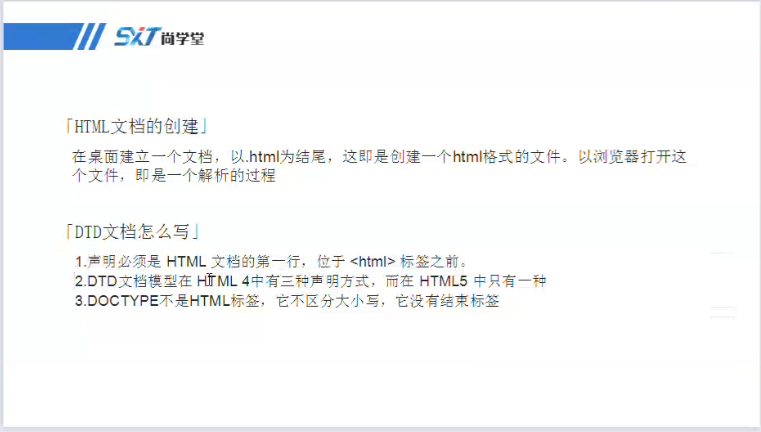 SXT尚学堂
「HTML文档的创建」
在桌面建立一个文档，以.html为结尾，这即是创建一个html格式的文件。以浏览器打开这
个文件，即是一个解析的过程
「DTD文档怎么写」
1.声明必须是 HTML 文档的第一行，位于 <html> 标签之前。
2.DTD文档模型在 HTML 4中有三种声明方式，而在 HTML5 中只有一种
3.DOCTYPE不是HTML标签，它不区分大小写，它没有结束标签